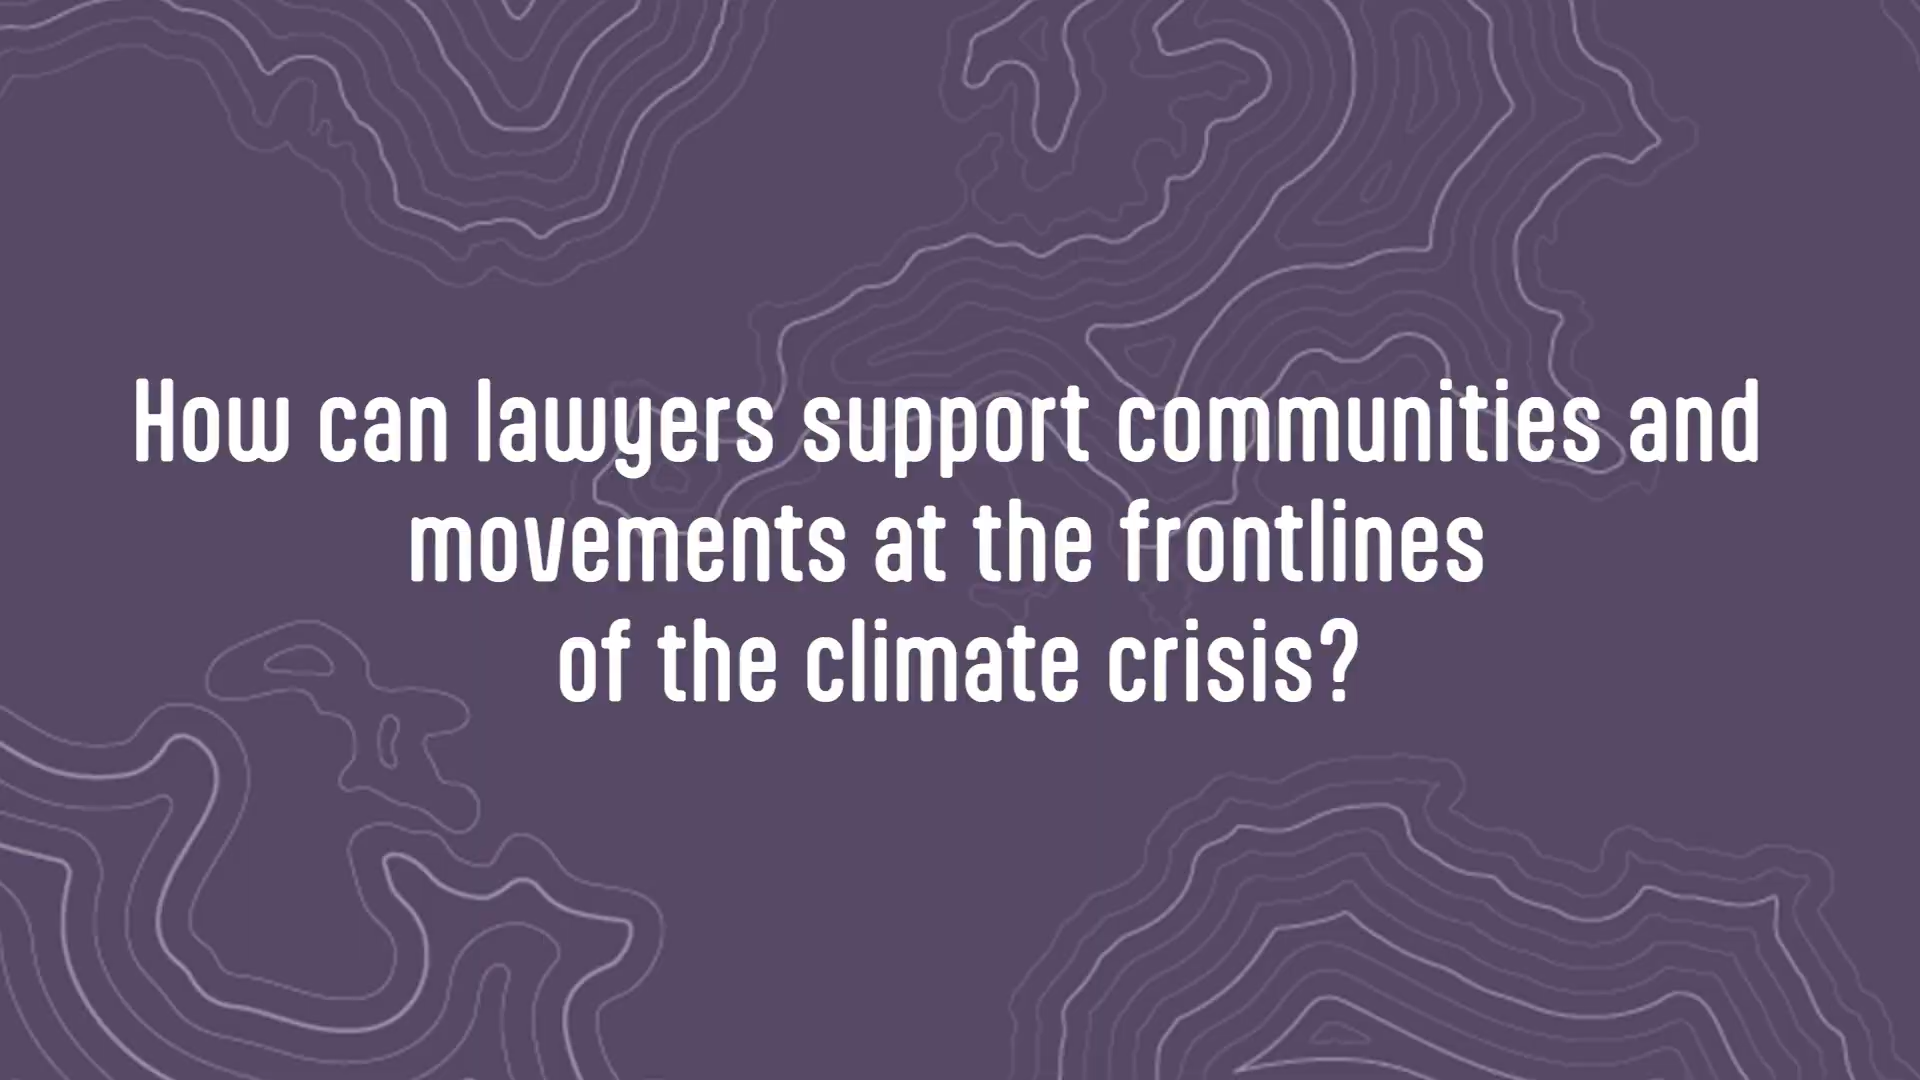 How can lawyers support communities and
movements at the frontlines
of the climate crisis?